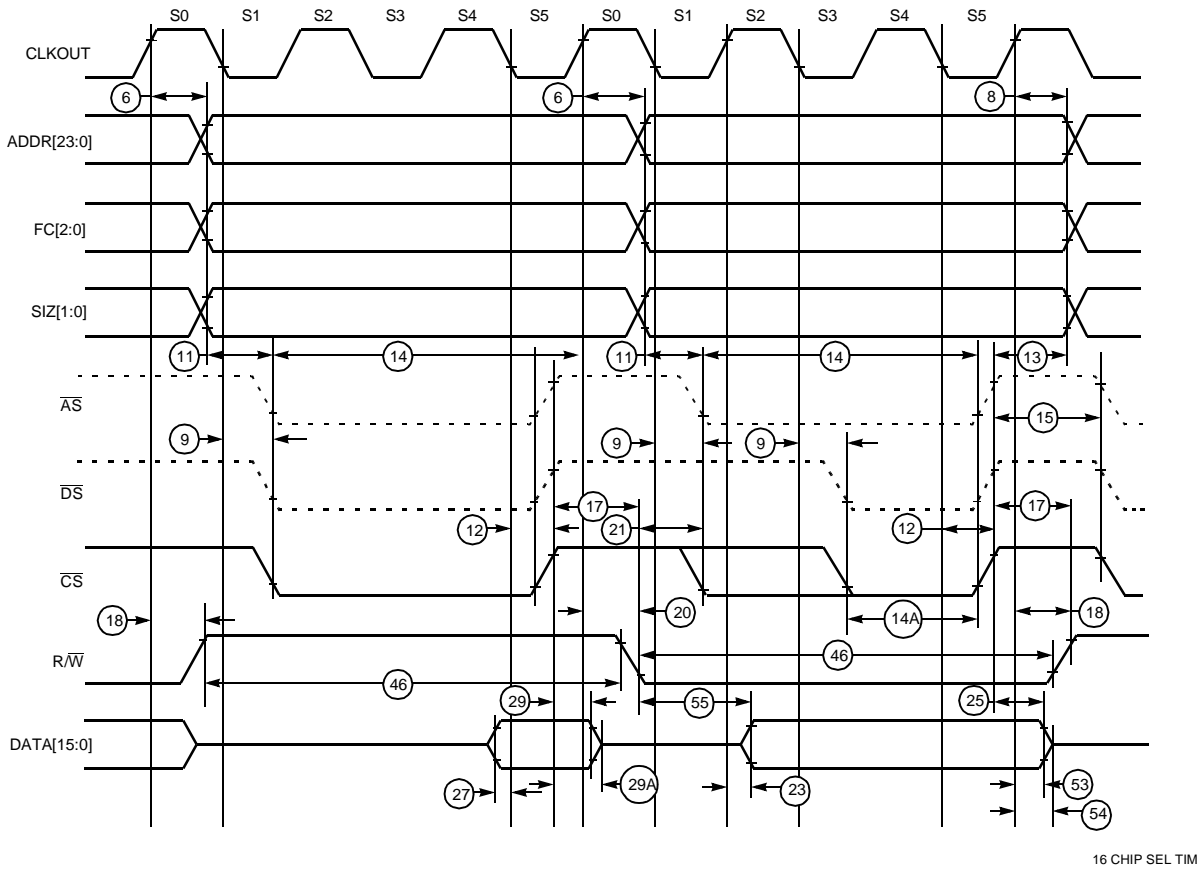 S0 S1 S2 S3 S4 S5 S0 S1 S2 S3 S4 S5
CLKOUT
6 6 8
ADDR[23:0]
FC[2:0]
SIZ[1:0]
11 14 11 14 13
AS
15
9 9 9
DS
17 17
12 21 12
CS
18 20 14A 18
R/W
46 46
29 55 25
DATA[15:0]
27 29A 23 53
54
16 CHIP SEL TIM